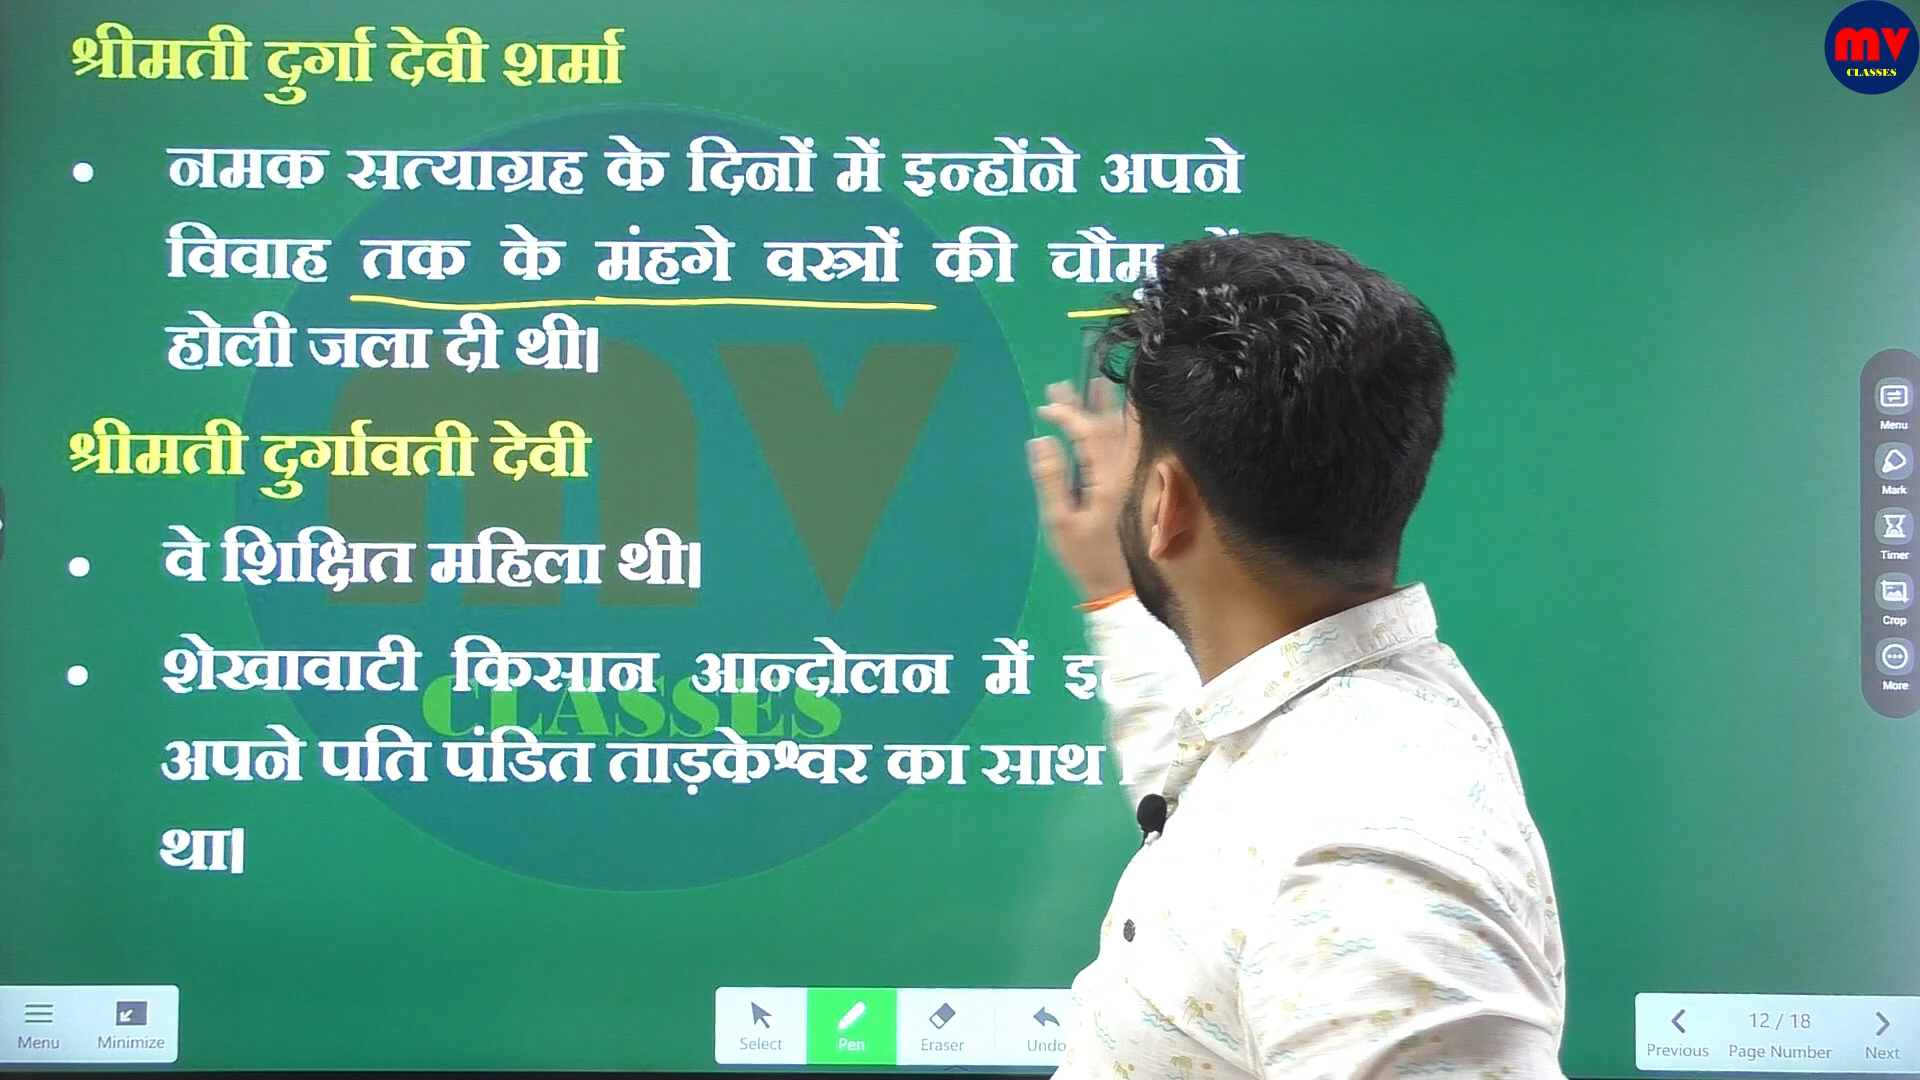 श्रीमती दुर्गा देवी शर्मा
MV
CLASSES
• नमक सत्याग्रह के दिनों में इन्होंने अपने
विवाह तक के मंहगे वस्त्रों की
होली जला दी थी।
श्रीमती दुर्गावती देवी
• वे शिक्षित महिला थी।
• शेखावाटी किसान आन्दोलन में
CLASSES
अपने पति पंडित ताड़केश्वर का साथ
था।
mv
Menu
Mark
Timer
Crop
More
Menu
Minimize
Select
Pen
Eraser
Undo
12 / 18
Previous Page Number Next